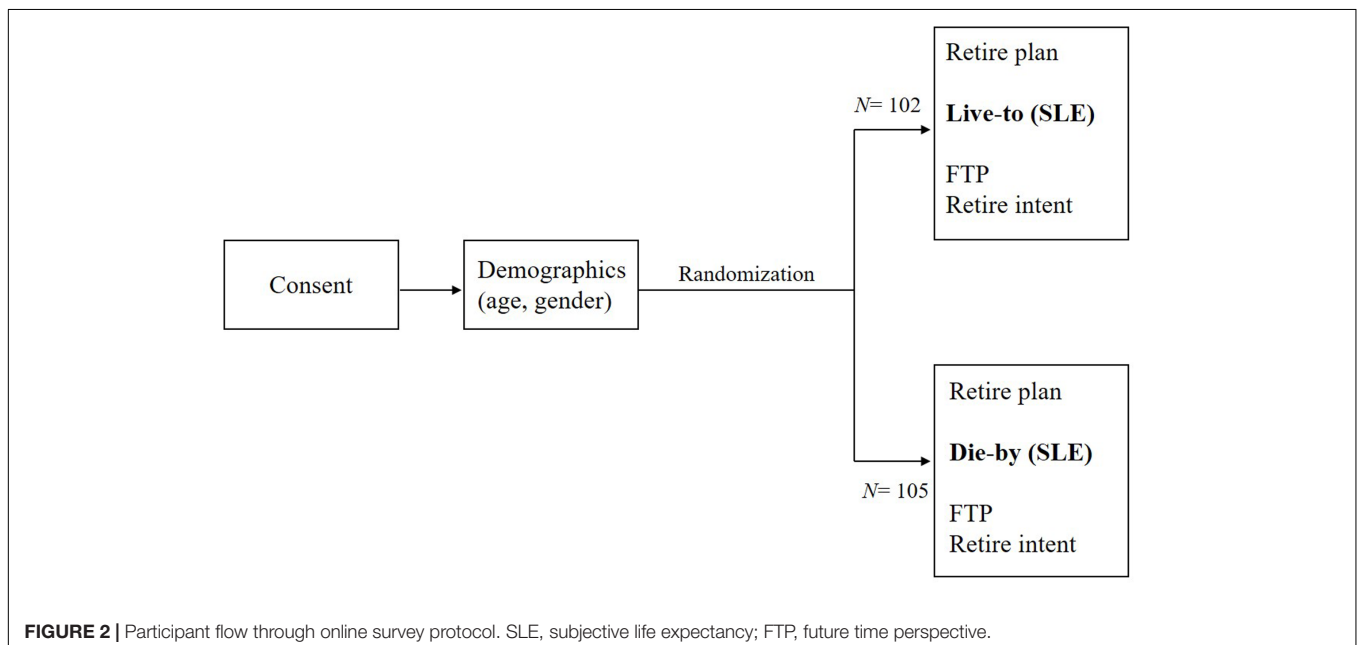 Consent
Demographics
(age, gender)
Randomization
N= 102
Retire plan
Live-to (SLE)
FTP
Retire intent
N= 105
Retire plan
Die-by (SLE)
FTP
Retire intent
FIGURE 2 | Participant flow through online survey protocol. SLE, subjective life expectancy; FTP, future time perspective.